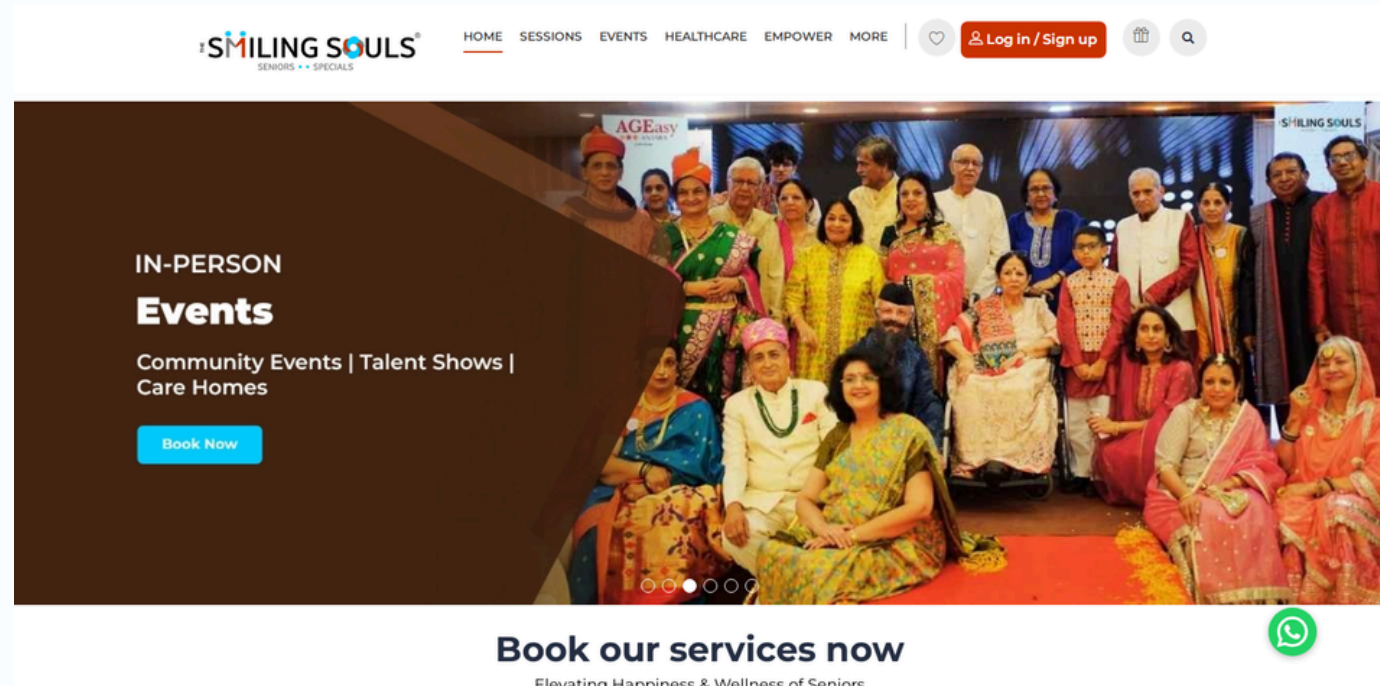 THE SMILING SOULS®
SENIORS • • SPECIALS
HOME SESSIONS EVENTS HEALTHCARE EMPOWER MORE Log in / Sign up
AGEasy
SMILING SOULS
IN-PERSON
Events
Community Events | Talent Shows |
Care Homes
Book Now
Book our services now
Elevating Happiness & Wellness of Seniors